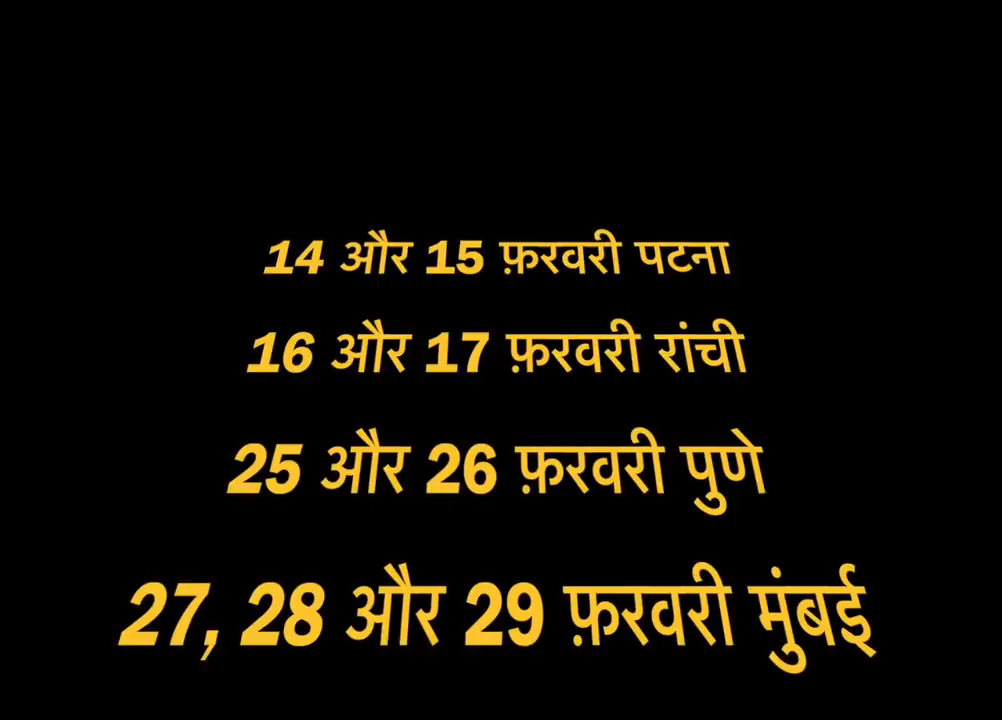 14 और 15 फ़रवरी पटना
16 और 17 फ़रवरी रांची
25 और 26 फ़रवरी पुणे
27, 28 और 29 फ़रवरी मुंबई